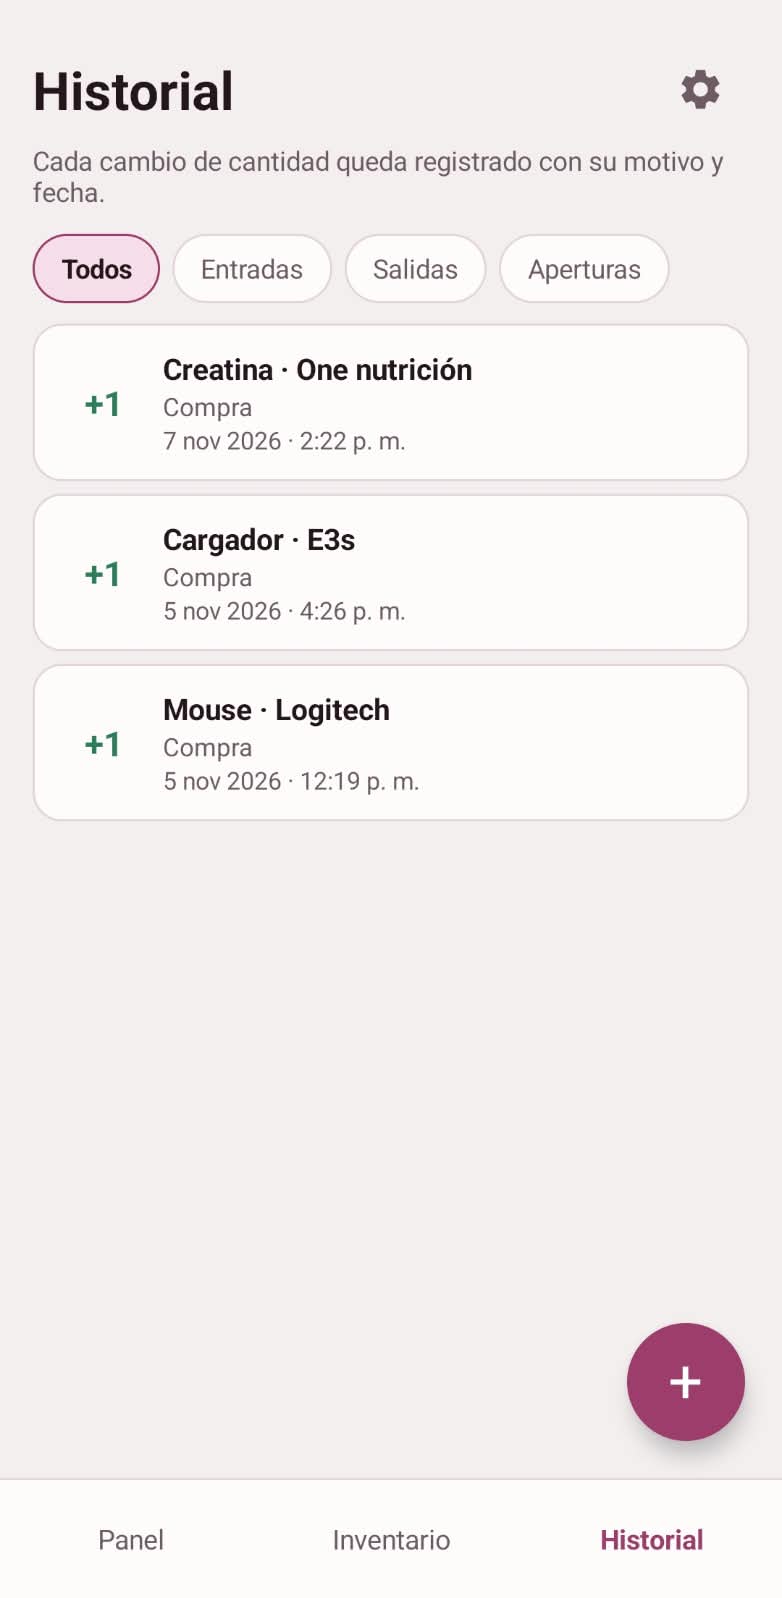 Historial
Cada cambio de cantidad queda registrado con su motivo y
fecha.
Todos
Entradas
Salidas
Aperturas
+1
Creatina · One nutrición
Compra
7 nov 2026 · 2:22 p. m.
+1
Cargador · E3s
Compra
5 nov 2026 · 4:26 p. m.
+1
Mouse · Logitech
Compra
5 nov 2026 · 12:19 p. m.
+
Panel
Inventario
Historial